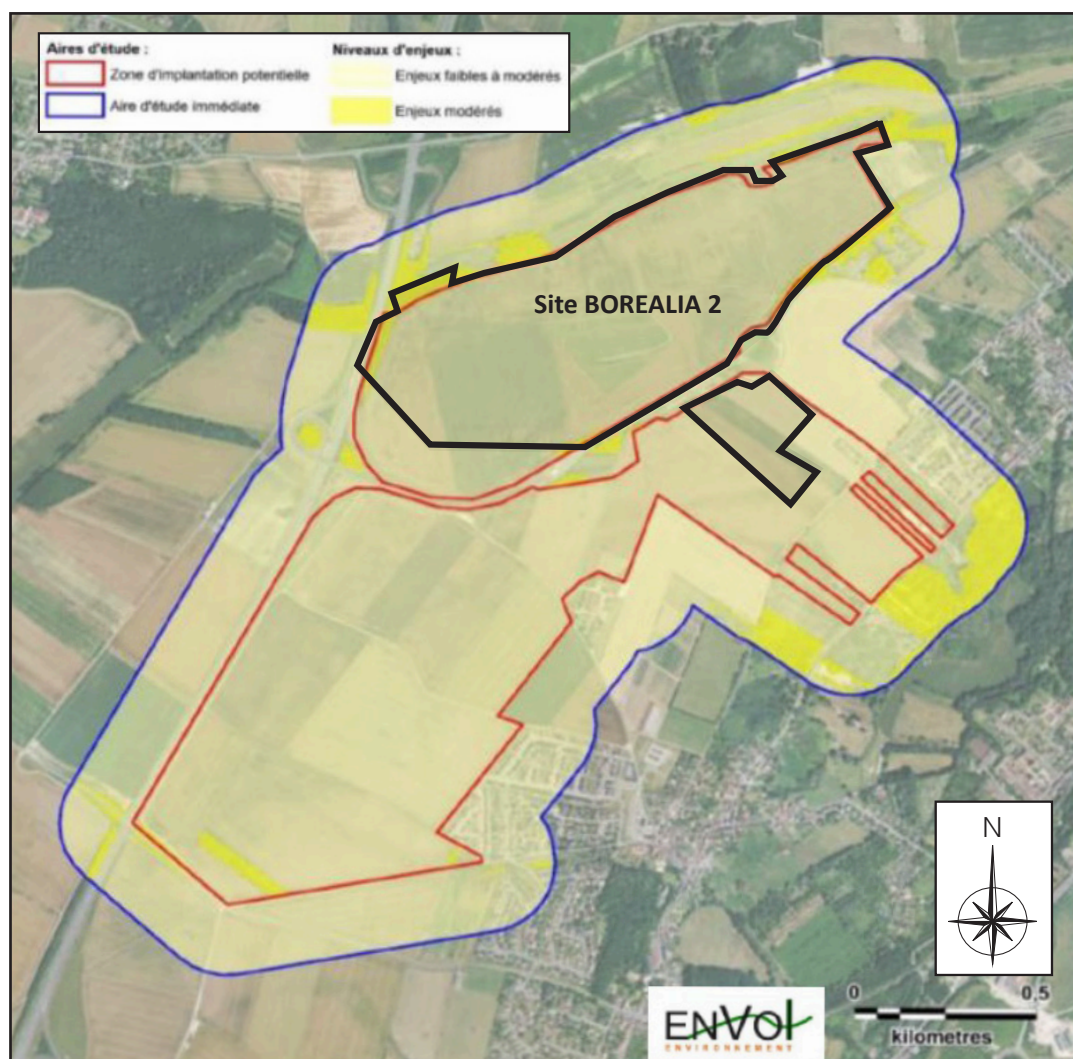 Aires d'étude :
Zone d'implantation potentielle
Aire d'étude immédiate
Niveaux d'enjeux :
Enjeux faibles à modérés
Enjeux modérés
Site BOREALIA 2
N
0 0,5
kilometres
ENVOL
ENVIRONNEMENT